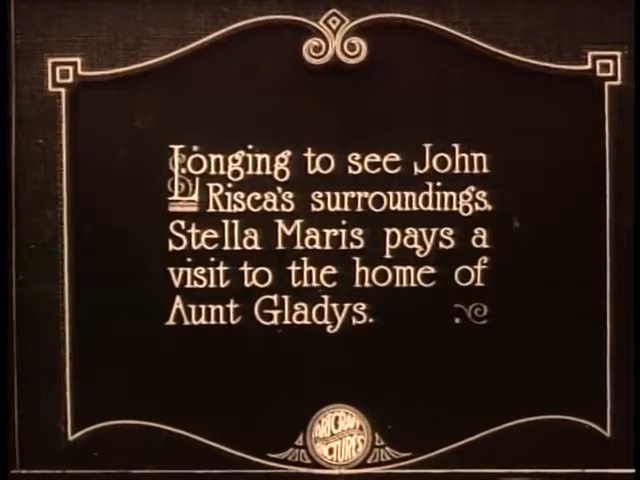 Longing to see John
Risca's surroundings,
Stella Maris pays a
visit to the home of
Aunt Gladys.
ARTCRAFT
PICTURES